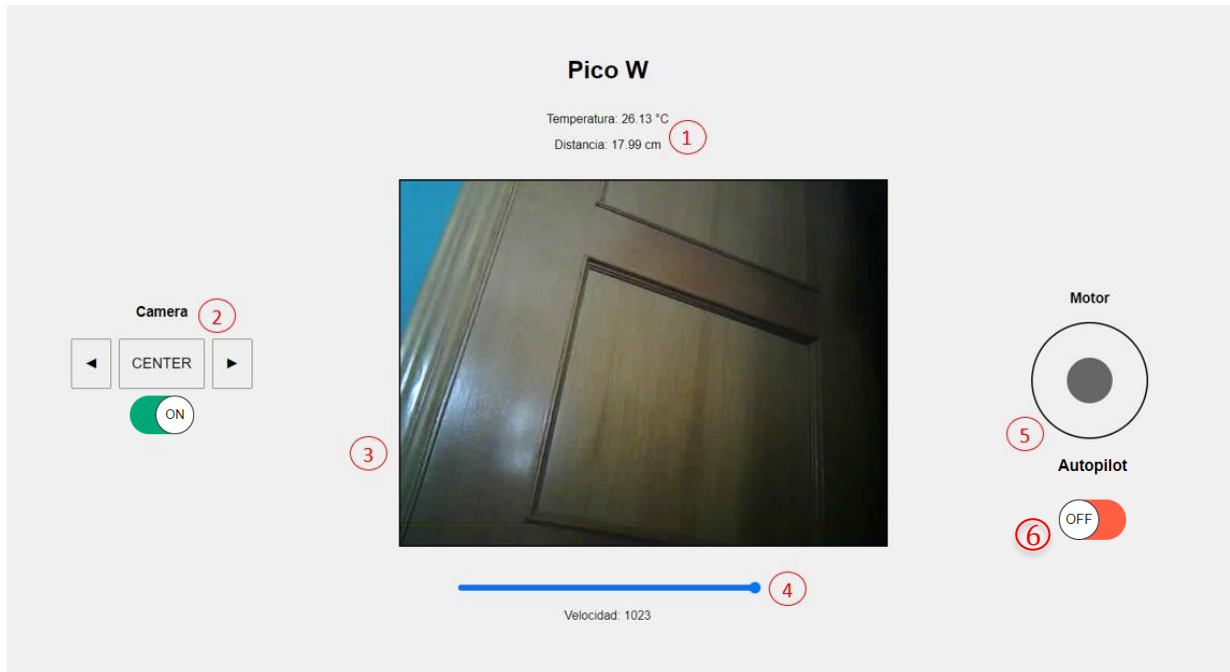 Pico W
Temperatura: 26.13 °C
Distancia: 17.99 cm
1
Camera
2
◄ CENTER ►
ON
3
4
Velocidad: 1023
Motor
5
Autopilot
OFF
6